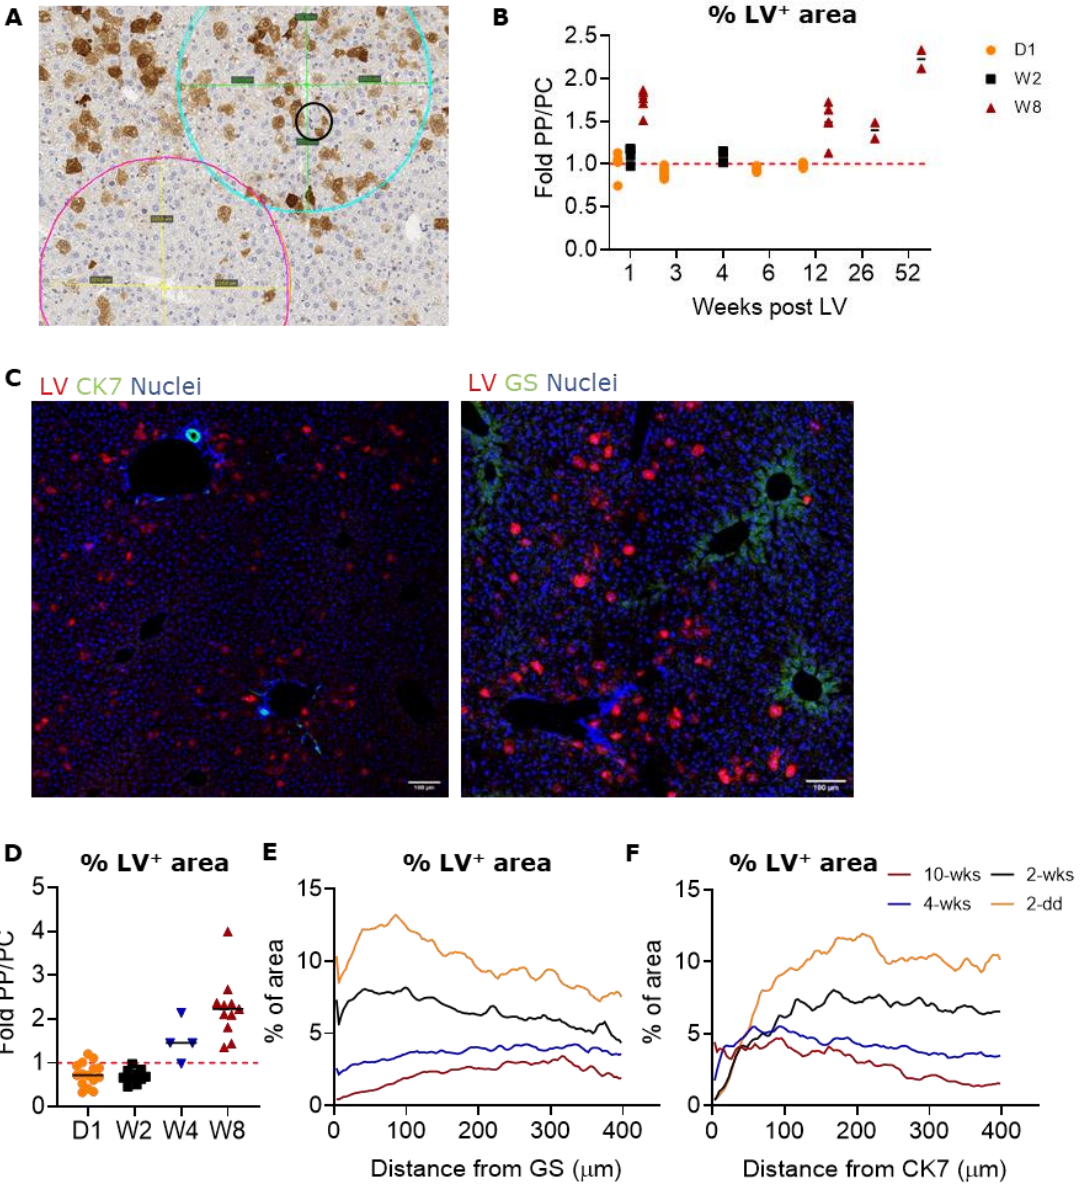 A
B
% LV⁺ area
Fold PP/PC
2.5
2.0
1.5
1.0
0.5
0.0
1 3 4 6 12 26 52
Weeks post LV
D1
W2
W8
C
LV CK7 Nuclei
LV GS Nuclei
100 µm
100 µm
D
% LV⁺ area
Fold PP/PC
5
4
3
2
1
0
D1 W2 W4 W8
E
% LV⁺ area
% of area
15
10
5
0
0 100 200 300 400
Distance from GS (µm)
F
% LV⁺ area
10-wks 2-wks
4-wks 2-dd
% of area
15
10
5
0
0 100 200 300 400
Distance from CK7 (µm)